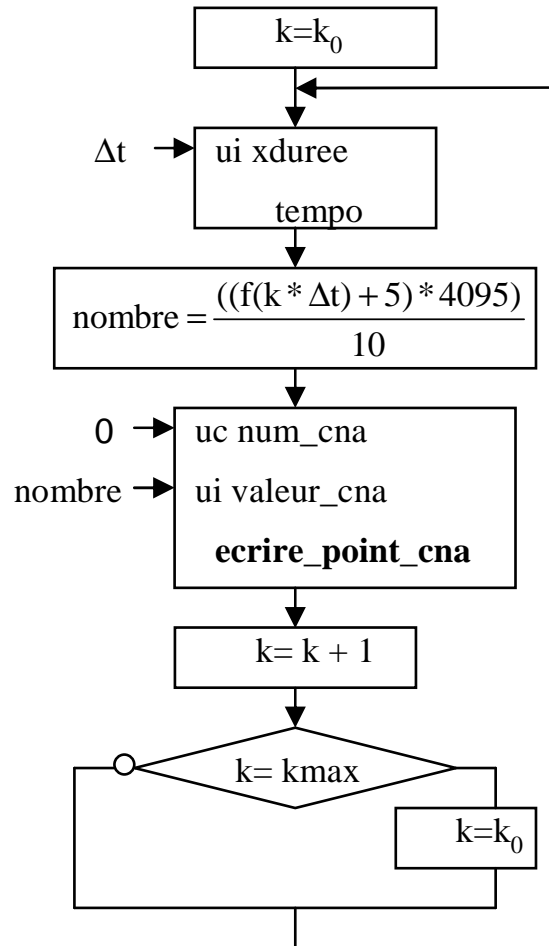 k=k₀
Δt
ui xduree
tempo
nombre = ((f(k * Δt) + 5) * 4095) / 10
0
uc num_cna
nombre
ui valeur_cna
ecrire_point_cna
k= k + 1
k= kmax
k=k₀